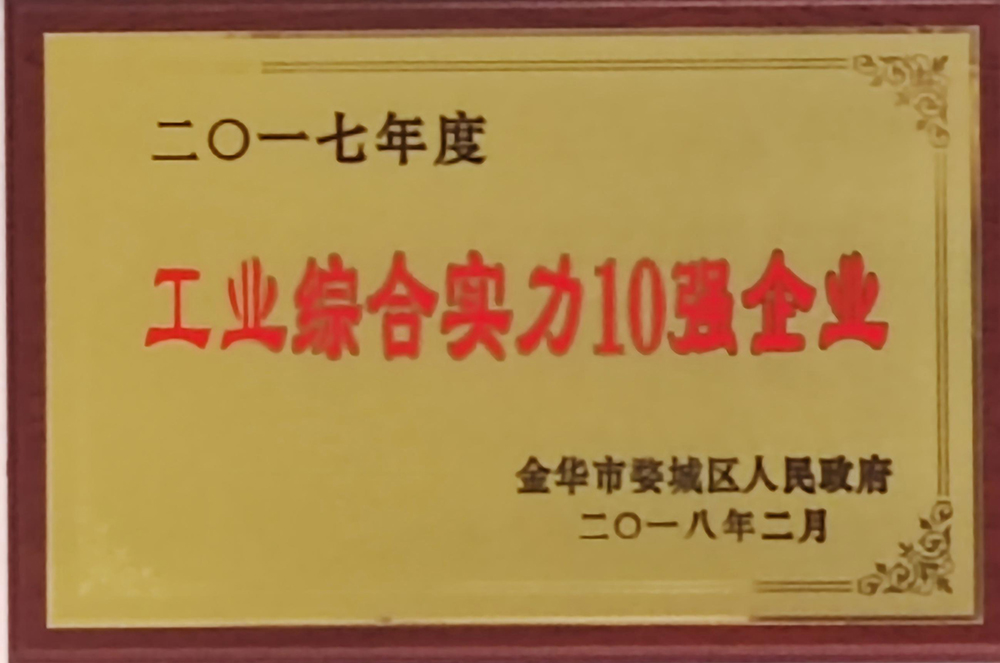 二〇一七年度
工业综合实力10强企业
金华市婺城区人民政府
二〇一八年二月